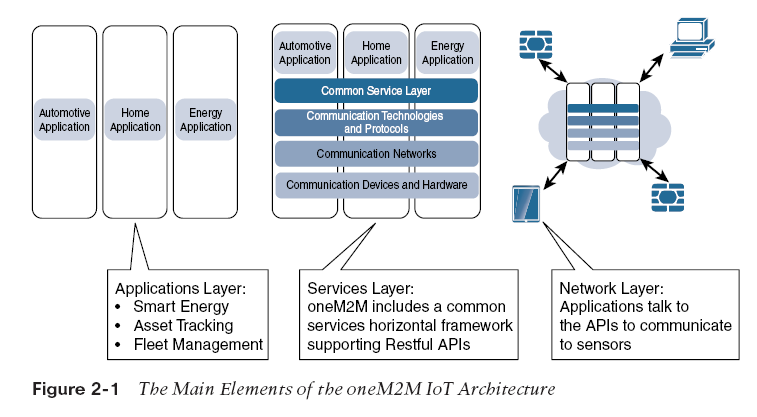 Automotive
Application
Home
Application
Energy
Application
Automotive
Application
Home
Application
Energy
Application
Common Service Layer
Communication Technologies
and Protocols
Communication Networks
Communication Devices and Hardware
Applications Layer:
• Smart Energy
• Asset Tracking
• Fleet Management
Services Layer:
oneM2M includes a common
services horizontal framework
supporting Restful APIs
Network Layer:
Applications talk to
the APIs to communicate
to sensors
Figure 2-1 The Main Elements of the oneM2M IoT Architecture